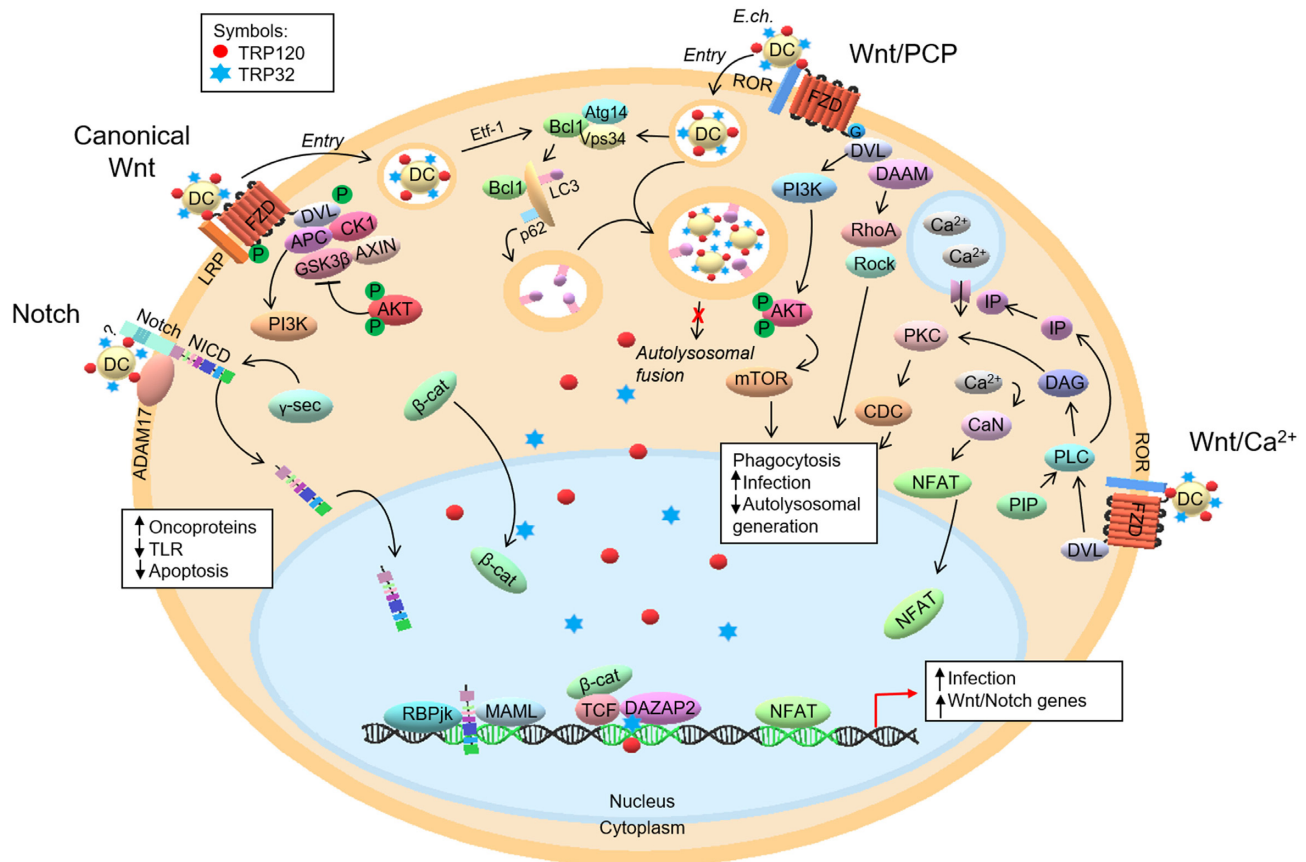 Symbols:
TRP120
TRP32
E.ch.
DC
Entry
ROR
FZD
G
Wnt/PCP
Canonical
Wnt
Entry
DC
DC
Etf-1
Bcl1
Atg14
Vps34
DC
DVL
DAAM
PI3K
DC
LRP
FZD
P
P
DVL
APC
CK1
GSK3β
AXIN
P
P
AKT
PI3K
Bcl1
LC3
p62
RhoA
Rock
Ca2+
Ca2+
IP
IP
PKC
P
P
AKT
Autolysosomal
fusion
mTOR
DAG
Ca2+
CaN
CDC
Notch
?
Notch
NICD
DC
ADAM17
γ-sec
β-cat
Phagocytosis
Infection
Autolysosomal
generation
NFAT
PLC
PIP
DVL
ROR
FZD
DC
Wnt/Ca2+
Oncoproteins
TLR
Apoptosis
β-cat
NFAT
Infection
Wnt/Notch genes
RBPjk
MAML
β-cat
TCF
DAZAP2
NFAT
Nucleus
Cytoplasm